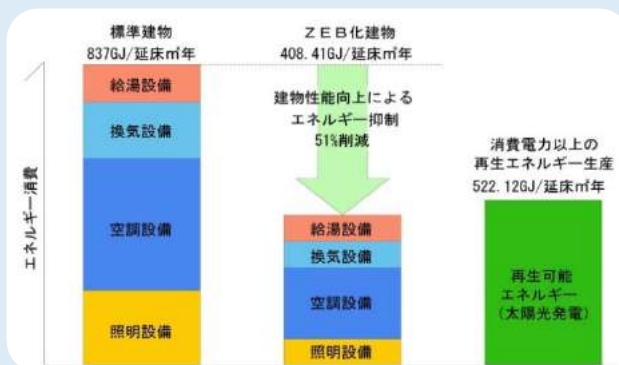 標準建物
837GJ/延床㎡年
ZEB化建物
408.41GJ/延床㎡年
エネルギー消費
給湯設備
換気設備
空調設備
照明設備
建物性能向上による
エネルギー抑制
51%削減
給湯設備
換気設備
空調設備
照明設備
消費電力以上の
再生エネルギー生産
522.12GJ/延床㎡年
再生可能
エネルギー
(太陽光発電)